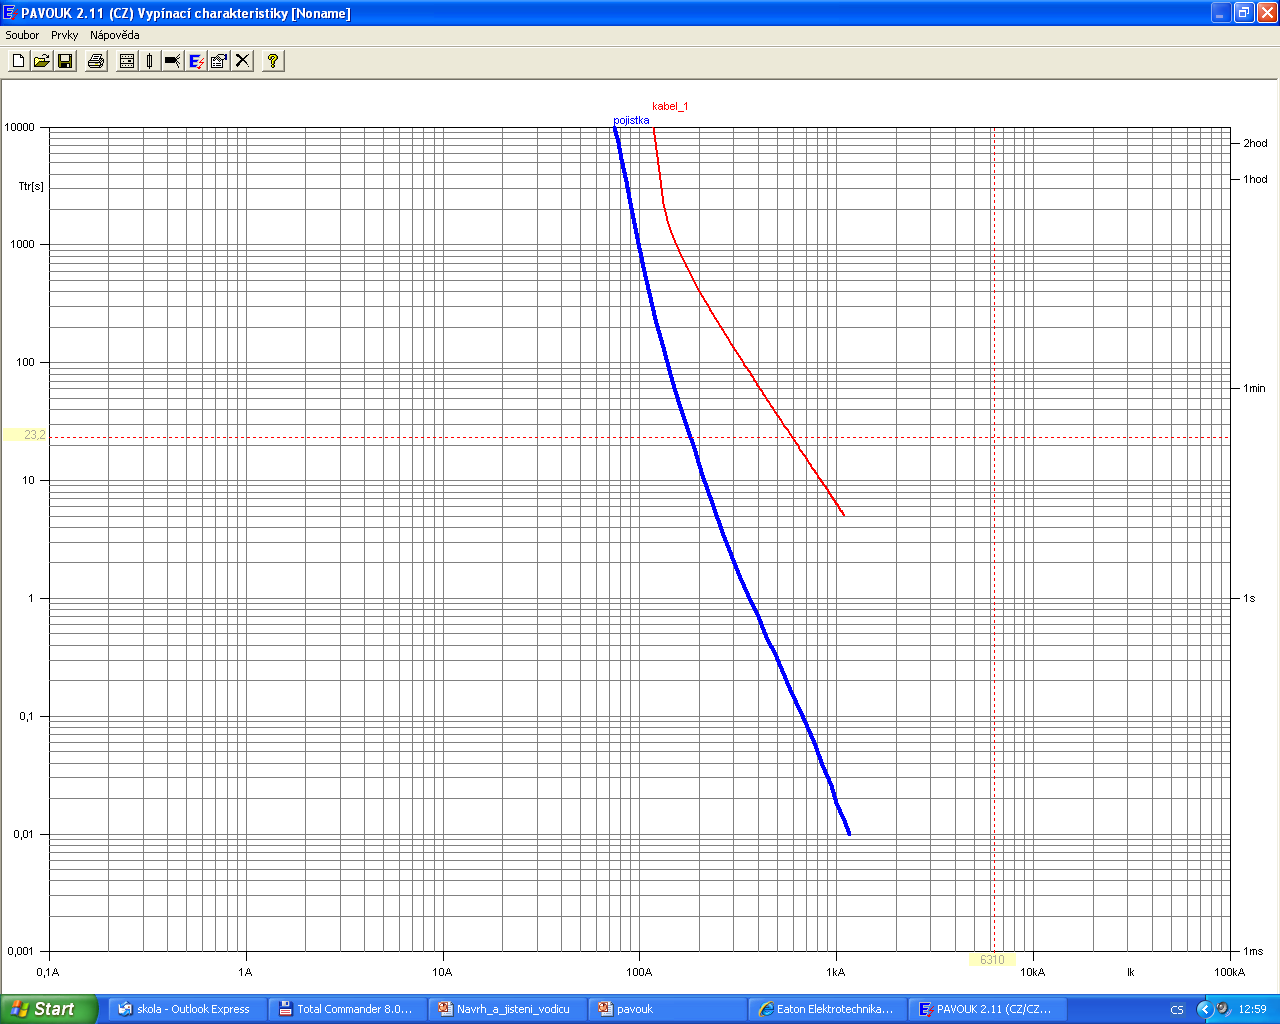 PAVOUK 2.11 (CZ) Vypínací charakteristiky [Noname]
Soubor Prvky Nápověda
kabel_1
pojistka
10000
2hod
Ttr[s]
1hod
1000
100
1min
23,2
10
1
1s
0,1
0,01
0,001
1ms
6310
0,1A 1A 10A 100A 1kA 10kA Ik 100kA
Start skola - Outlook Express Total Commander 8.0... Navrh_a_jisteni_vodicu pavouk Eaton Elektrotechnika... PAVOUK 2.11 (CZ/CZ... CS 12:59